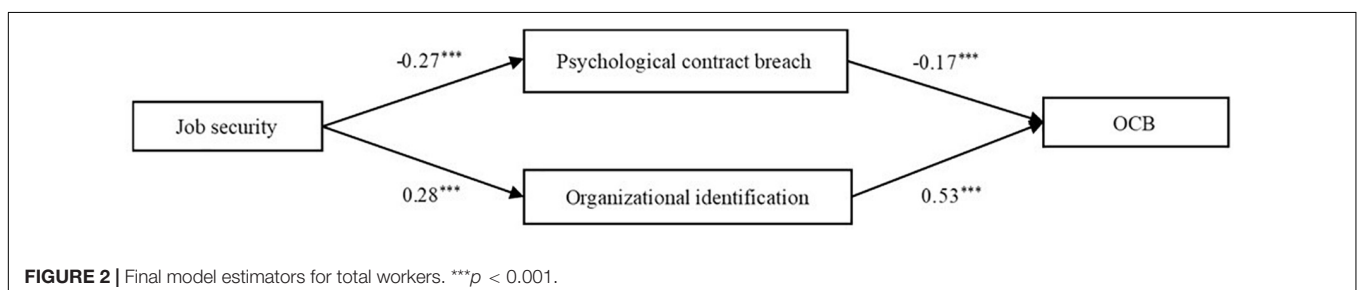 -0.27***
Psychological contract breach
-0.17***
Job security
OCB
0.28***
Organizational identification
0.53***
FIGURE 2 | Final model estimators for total workers. ***p < 0.001.